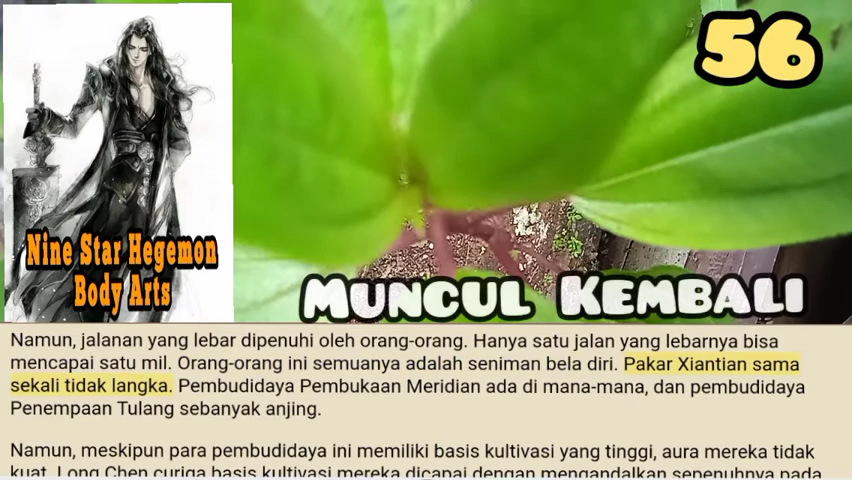 56
Nine Star Hegemon
Body Arts
Muncul Kembali
Namun, jalanan yang lebar dipenuhi oleh orang-orang. Hanya satu jalan yang lebarnya bisa
mencapai satu mil. Orang-orang ini semuanya adalah seniman bela diri. Pakar Xiantian sama
sekali tidak langka. Pembudidaya Pembukaan Meridian ada di mana-mana, dan pembudidaya
Penempaan Tulang sebanyak anjing.
Namun, meskipun para pembudidaya ini memiliki basis kultivasi yang tinggi, aura mereka tidak
kuat. Long Chen curiga basis kultivasi mereka dicapai dengan mengandalkan sepenuhnya pada